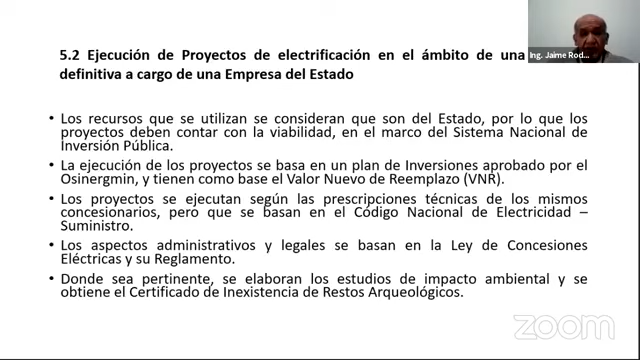 5.2 Ejecución de Proyectos de electrificación en el ámbito de una
definitiva a cargo de una Empresa del Estado
Ing. Jaime Rod...
• Los recursos que se utilizan se consideran que son del Estado, por lo que los
proyectos deben contar con la viabilidad, en el marco del Sistema Nacional de
Inversión Pública.
• La ejecución de los proyectos se basa en un plan de Inversiones aprobado por el
Osinergmin, y tienen como base el Valor Nuevo de Reemplazo (VNR).
• Los proyectos se ejecutan según las prescripciones técnicas de los mismos
concesionarios, pero que se basan en el Código Nacional de Electricidad –
Suministro.
• Los aspectos administrativos y legales se basan en la Ley de Concesiones
Eléctricas y su Reglamento.
• Donde sea pertinente, se elaboran los estudios de impacto ambiental y se
obtiene el Certificado de Inexistencia de Restos Arqueológicos.
zoom